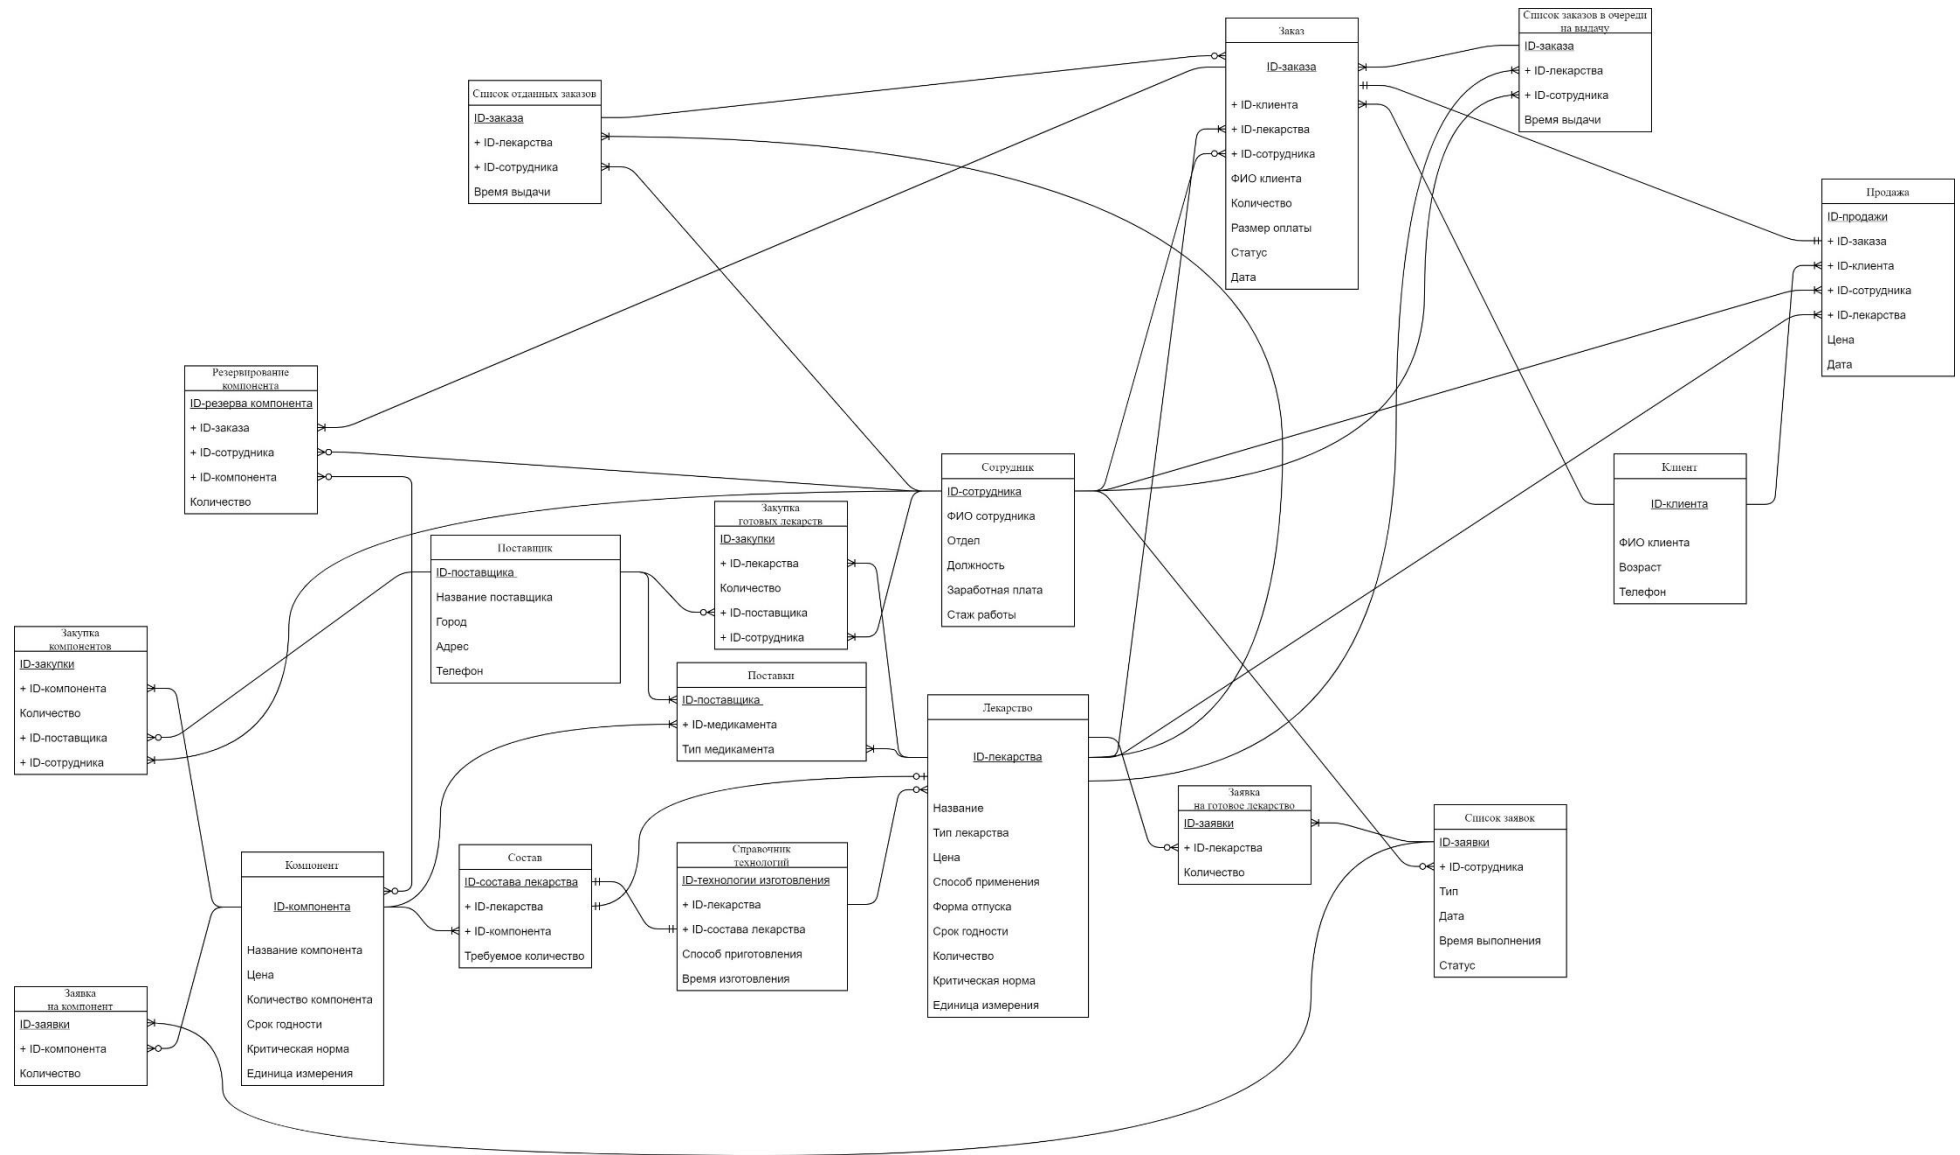 Список отданных заказов
ID-заказа
+ ID-лекарства
+ ID-сотрудника
Время выдачи
Заказ
ID-заказа
+ ID-клиента
+ ID-лекарства
+ ID-сотрудника
ФИО клиента
Количество
Размер оплаты
Статус
Дата
Список заказов в очереди
на выдачу
ID-заказа
+ ID-лекарства
+ ID-сотрудника
Время выдачи
Продажа
ID-продажи
+ ID-заказа
+ ID-клиента
+ ID-сотрудника
+ ID-лекарства
Цена
Дата
Резервирование
компонента
ID-резерва компонента
+ ID-заказа
+ ID-сотрудника
+ ID-компонента
Количество
Сотрудник
ID-сотрудника
ФИО сотрудника
Отдел
Должность
Заработная плата
Стаж работы
Клиент
ID-клиента
ФИО клиента
Возраст
Телефон
Закупка
готовых лекарств
ID-закупки
+ ID-лекарства
Количество
+ ID-поставщика
+ ID-сотрудника
Поставщик
ID-поставщика
Название поставщика
Город
Адрес
Телефон
Закупка
компонентов
ID-закупки
+ ID-компонента
Количество
+ ID-поставщика
+ ID-сотрудника
Поставки
ID-поставщика
+ ID-медикамента
Тип медикамента
Лекарство
ID-лекарства
Название
Тип лекарства
Цена
Способ применения
Форма отпуска
Срок годности
Количество
Критическая норма
Единица измерения
Заявка
на готовое лекарство
ID-заявки
+ ID-лекарства
Количество
Список заявок
ID-заявки
+ ID-сотрудника
Тип
Дата
Время выполнения
Статус
Компонент
ID-компонента
Название компонента
Цена
Количество компонента
Срок годности
Критическая норма
Единица измерения
Состав
ID-состава лекарства
+ ID-лекарства
+ ID-компонента
Требуемое количество
Справочник
технологий
ID-технологии изготовления
+ ID-лекарства
+ ID-состава лекарства
Способ приготовления
Время изготовления
Заявка
на компонент
ID-заявки
+ ID-компонента
Количество